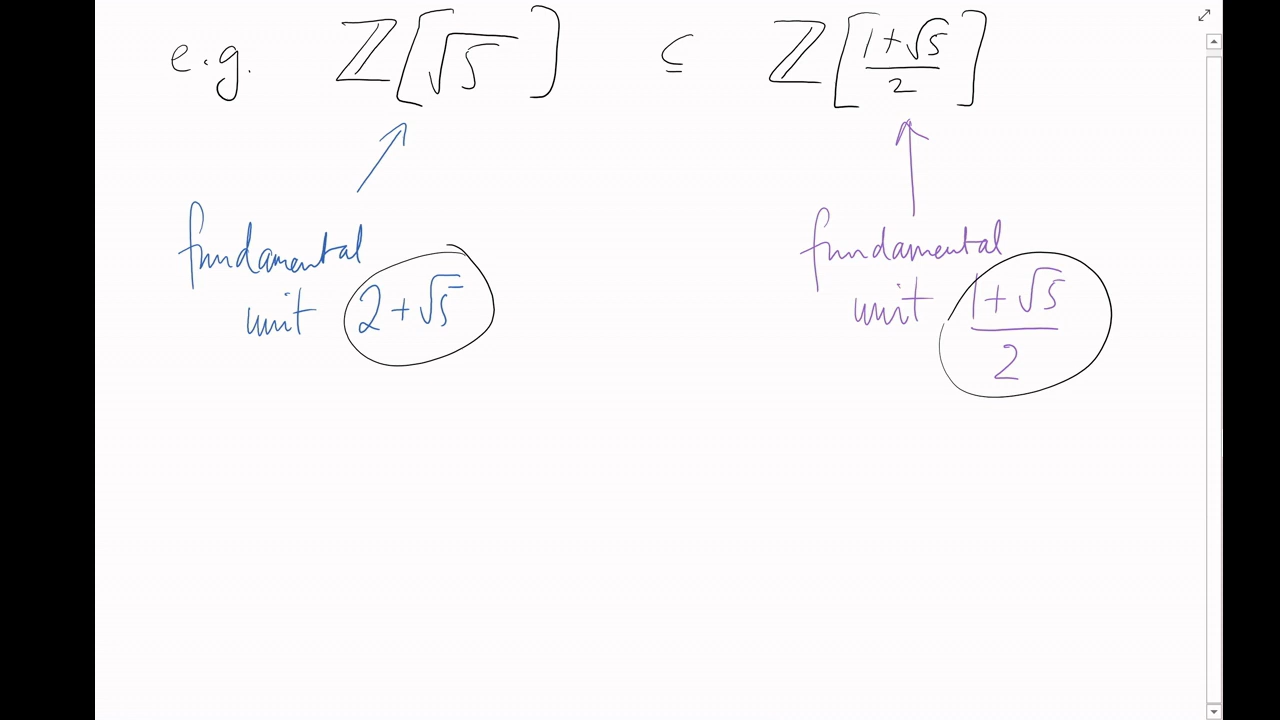 e.g. ℤ[√5] ⊆ ℤ[(1+√5)/2]
fundamental
unit 2+√5
fundamental
unit (1+√5)/2